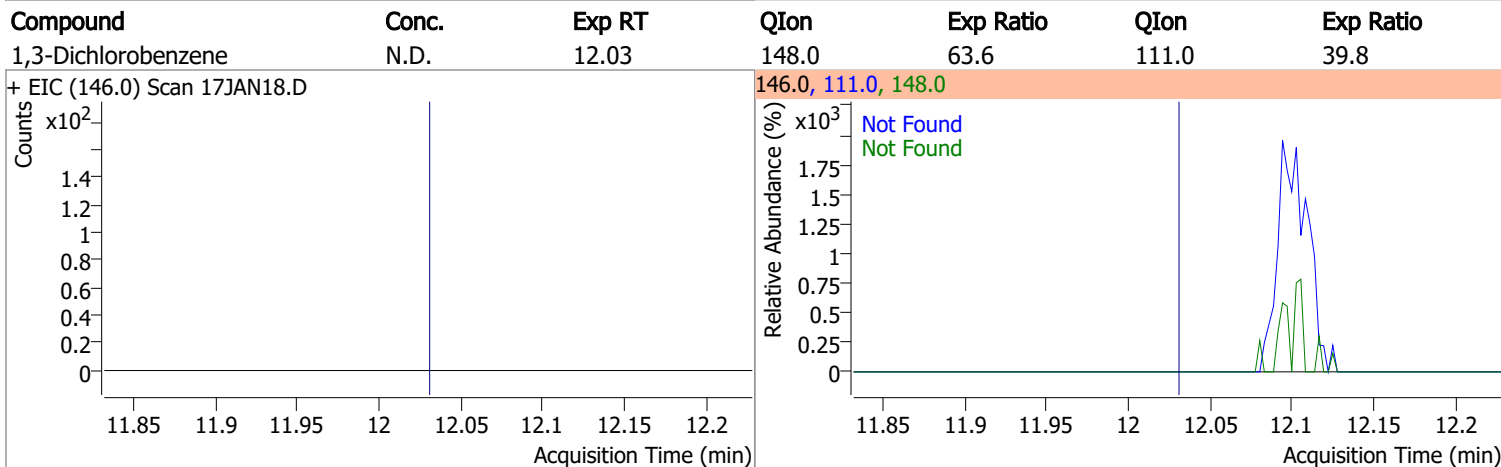 Compound Conc. Exp RT QIon Exp Ratio QIon Exp Ratio
1,3-Dichlorobenzene N.D. 12.03 148.0 63.6 111.0 39.8
+ EIC (146.0) Scan 17JAN18.D
Counts
x10²
1.4
1.2
1
0.8
0.6
0.4
0.2
0
11.85 11.9 11.95 12 12.05 12.1 12.15 12.2
Acquisition Time (min)
146.0, 111.0, 148.0
Relative Abundance (%)
x10³
Not Found
Not Found
1.75
1.5
1.25
1
0.75
0.5
0.25
0
11.85 11.9 11.95 12 12.05 12.1 12.15 12.2
Acquisition Time (min)